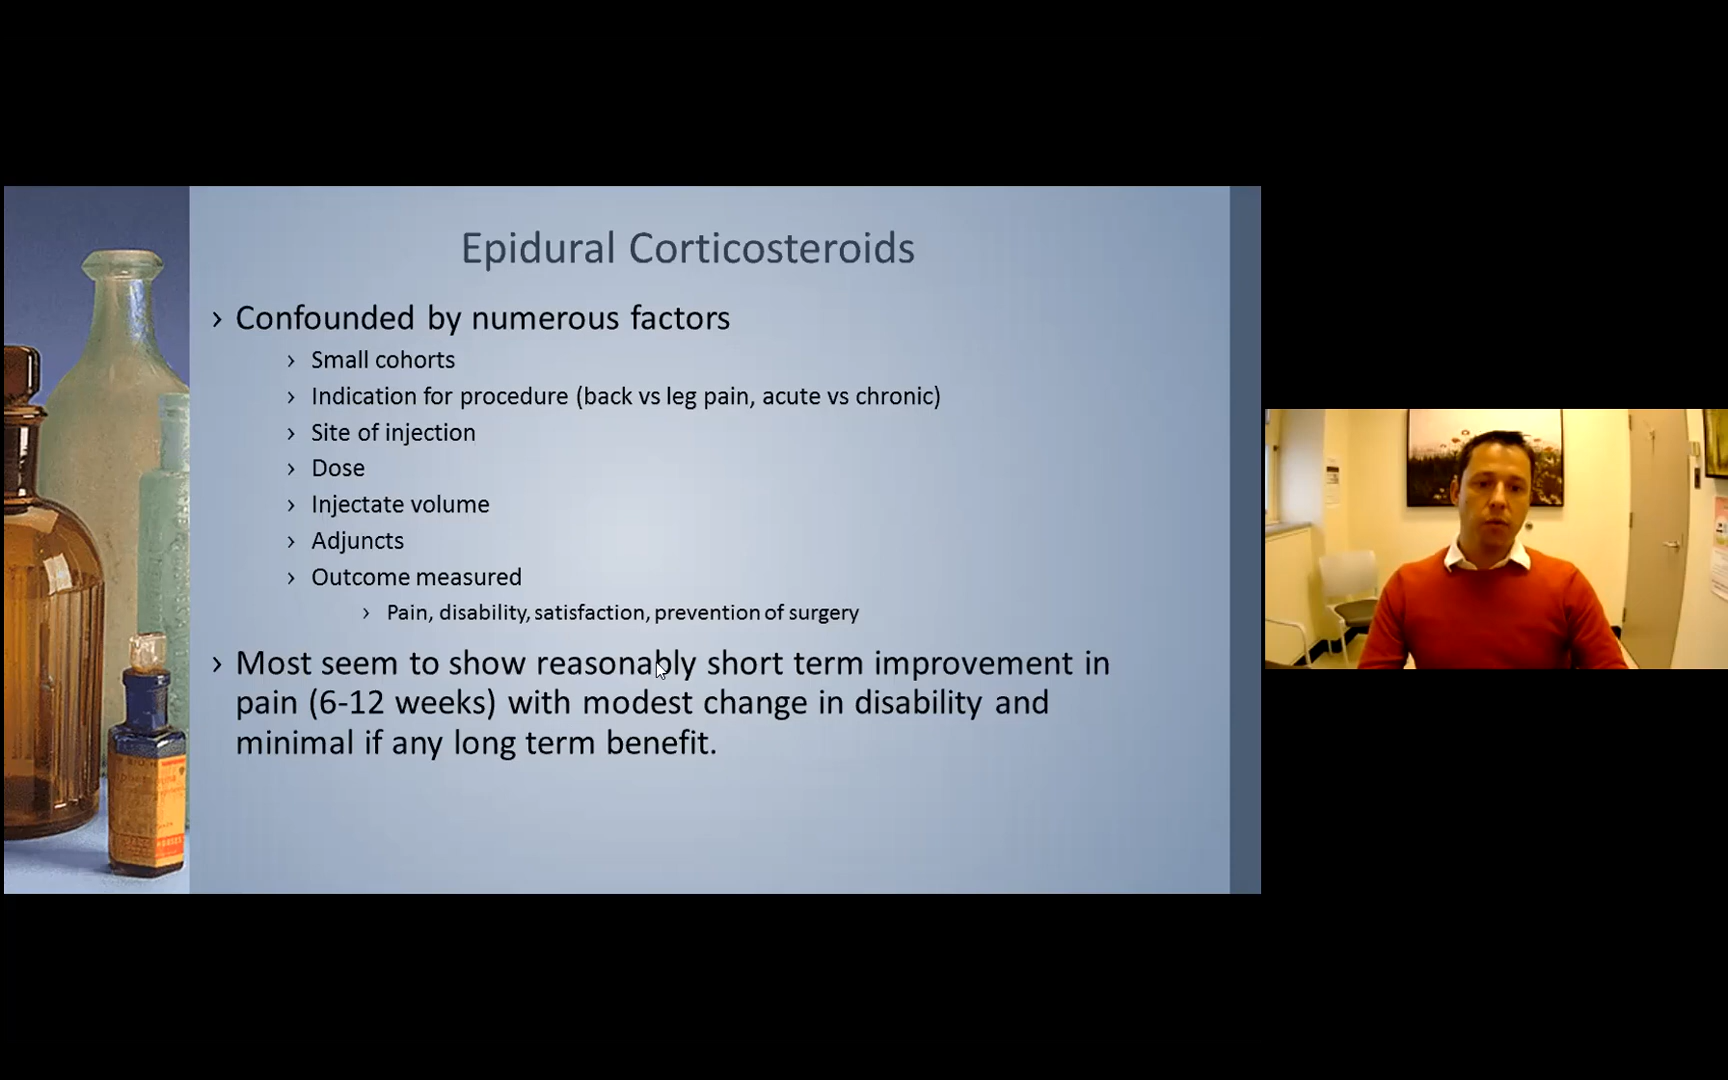 Epidural Corticosteroids
› Confounded by numerous factors
› Small cohorts
› Indication for procedure (back vs leg pain, acute vs chronic)
› Site of injection
› Dose
› Injectate volume
› Adjuncts
› Outcome measured
› Pain, disability, satisfaction, prevention of surgery
› Most seem to show reasonably short term improvement in
pain (6-12 weeks) with modest change in disability and
minimal if any long term benefit.